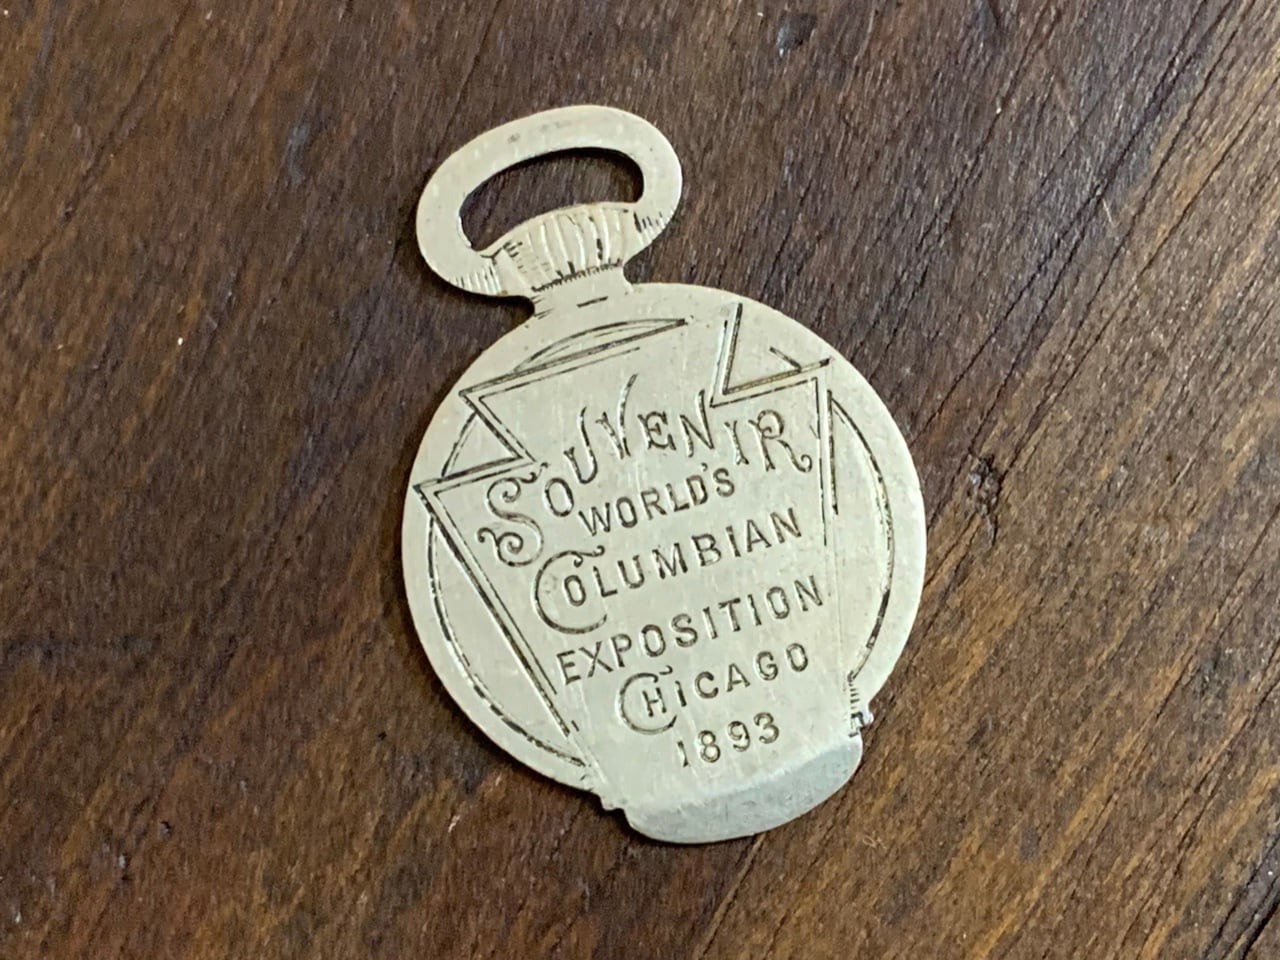 SOUVENIR
WORLD'S
COLUMBIAN
EXPOSITION
CHICAGO
1893